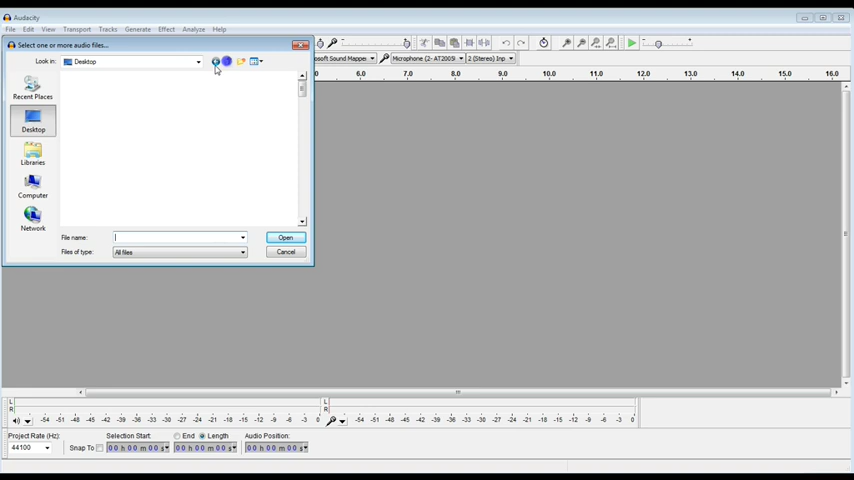 Audacity
File Edit View Transport Tracks Generate Effect Analyze Help
Select one or more audio files...
Look in: Desktop
osoft Sound Mapper Microphone (2- AT2005) 2 (Stereo) Inp
0 7.0 8.0 9.0 10.0 11.0 12.0 13.0 14.0 15.0 16.0
Recent Places
Desktop
Libraries
Computer
Network
File name:
Open
Files of type: All files
Cancel
L
R
-54 -51 -48 -45 -42 -39 -36 -33 -30 -27 -24 -21 -18 -15 -12 -9 -6 -3 0
L
R
-54 -51 -48 -45 -42 -39 -36 -33 -30 -27 -24 -21 -18 -15 -12 -9 -6 -3 0
Project Rate (Hz): Selection Start: End Length Audio Position:
44100 Snap To 00 h 00 m 00 s 00 h 00 m 00 s 00 h 00 m 00 s